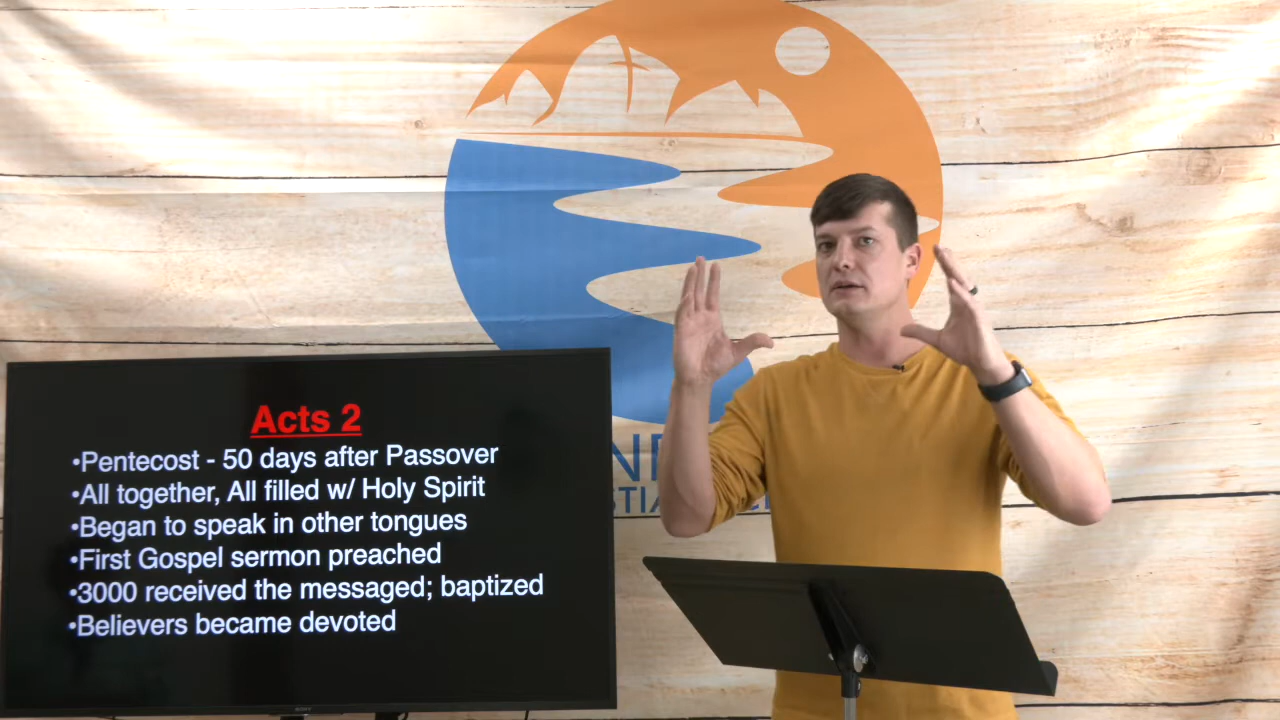 Acts 2
•Pentecost - 50 days after Passover
•All together, All filled w/ Holy Spirit
•Began to speak in other tongues
•First Gospel sermon preached
•3000 received the messaged; baptized
•Believers became devoted
SONY